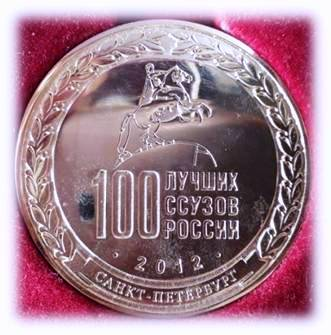 100 ЛУЧШИХ
ССУЗОВ
РОССИИ
· 2012 ·
САНКТ-ПЕТЕРБУРГ